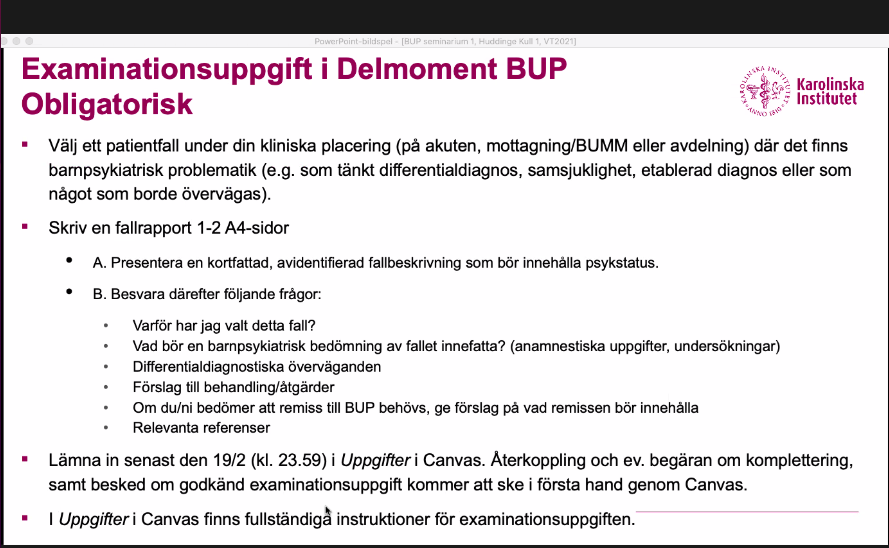 PowerPoint-bildspel - [BUP seminarium 1, Huddinge Kull 1, VT2021]
Examinationsuppgift i Delmoment BUP
Obligatorisk
Karolinska
Institutet
Välj ett patientfall under din kliniska placering (på akuten, mottagning/BUMM eller avdelning) där det finns
barnpsykiatrisk problematik (e.g. som tänkt differentialdiagnos, samsjuklighet, etablerad diagnos eller som
något som borde övervägas).
Skriv en fallrapport 1-2 A4-sidor
A. Presentera en kortfattad, avidentifierad fallbeskrivning som bör innehålla psykstatus.
B. Besvara därefter följande frågor:
Varför har jag valt detta fall?
Vad bör en barnpsykiatrisk bedömning av fallet innefatta? (anamnestiska uppgifter, undersökningar)
Differentialdiagnostiska överväganden
Förslag till behandling/åtgärder
Om du/ni bedömer att remiss till BUP behövs, ge förslag på vad remissen bör innehålla
Relevanta referenser
Lämna in senast den 19/2 (kl. 23.59) i Uppgifter i Canvas. Återkoppling och ev. begäran om komplettering,
samt besked om godkänd examinationsuppgift kommer att ske i första hand genom Canvas.
I Uppgifter i Canvas finns fullständiga instruktioner för examinationsuppgiften.